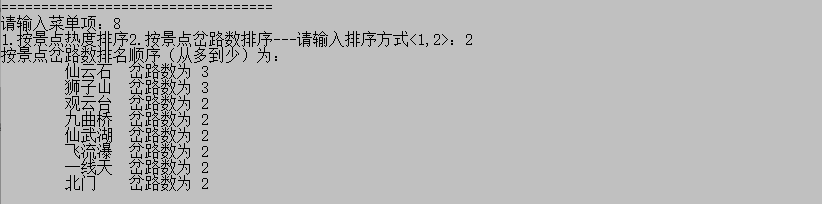 ==================================
请输入菜单项：8
1.按景点热度排序2.按景点岔路数排序---请输入排序方式<1,2>：2
按景点岔路数排名顺序（从多到少）为：
仙云石 岔路数为 3
狮子山 岔路数为 3
观云台 岔路数为 2
九曲桥 岔路数为 2
仙武湖 岔路数为 2
飞流瀑 岔路数为 2
一线天 岔路数为 2
北门 岔路数为 2